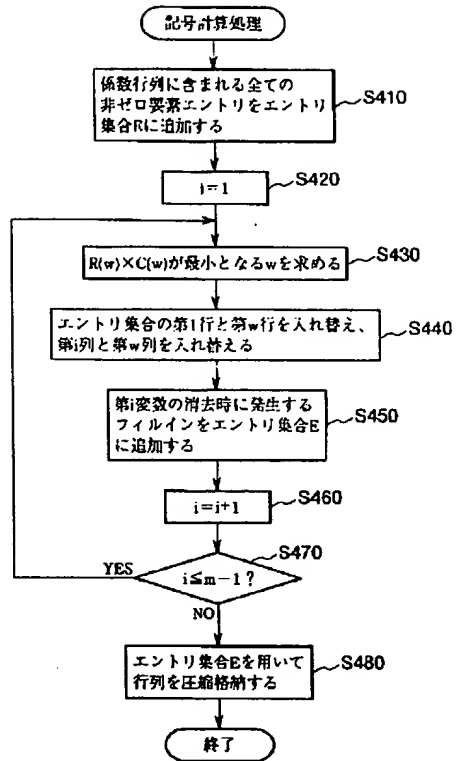 記号計算処理
係数行列に含まれる全ての
非ゼロ要素エントリをエントリ
集合Rに追加する
S410
i=1
S420
R(w)×C(w)が最小となるwを求める
S430
エントリ集合の第i行と第w行を入れ替え、
第i列と第w列を入れ替える
S440
第i変数の消去時に発生する
フィルインをエントリ集合E
に追加する
S450
i=i+1
S460
S470
YES
i≦m−1?
NO
エントリ集合Eを用いて
行列を圧縮格納する
S480
終了